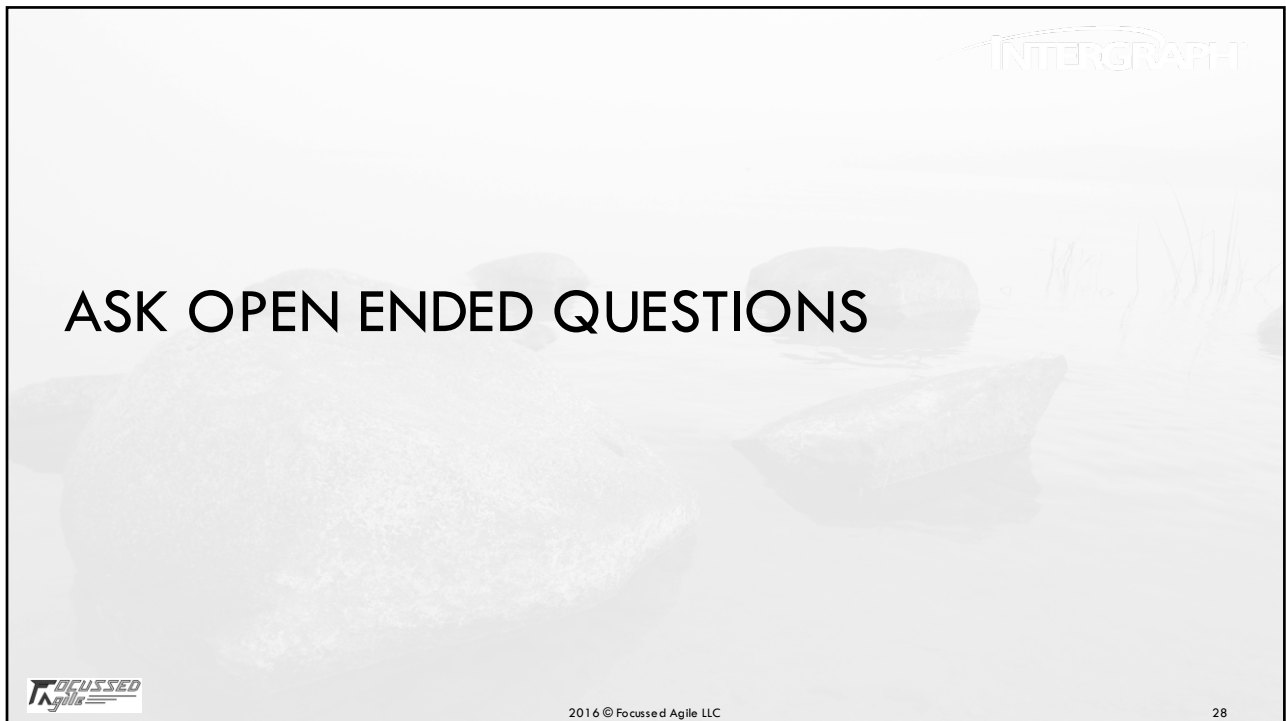 INTERGRAPH
ASK OPEN ENDED QUESTIONS
FOCUSSED
Agile
2016 © Focussed Agile LLC
28